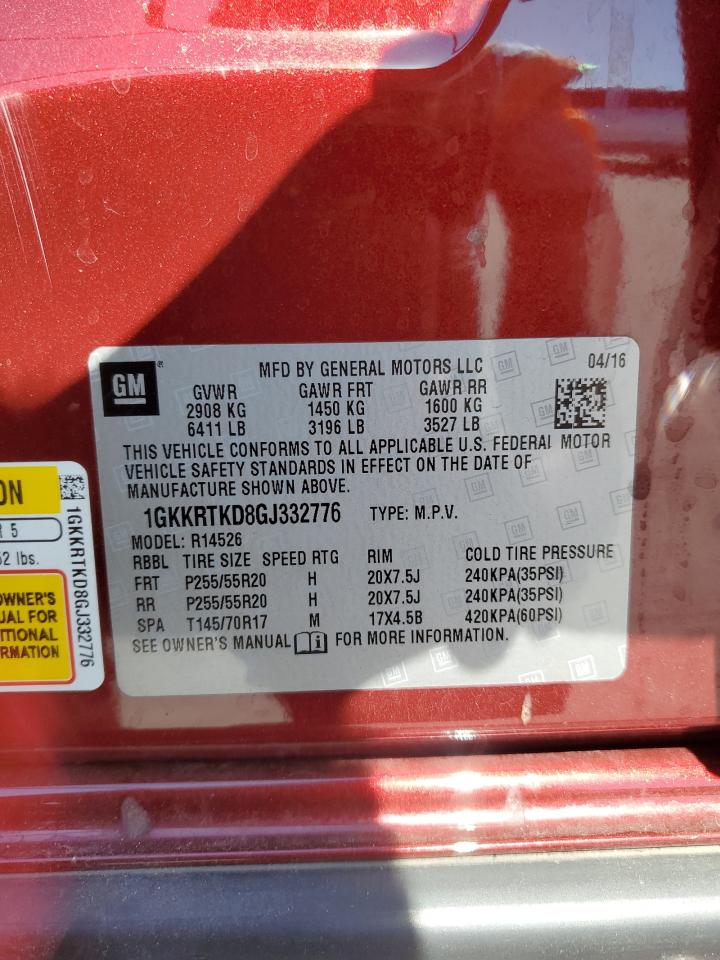 GM
MFD BY GENERAL MOTORS LLC 04/16
GVWR GAWR FRT GAWR RR
2908 KG 1450 KG 1600 KG
6411 LB 3196 LB 3527 LB
THIS VEHICLE CONFORMS TO ALL APPLICABLE U.S. FEDERAL MOTOR
VEHICLE SAFETY STANDARDS IN EFFECT ON THE DATE OF
MANUFACTURE SHOWN ABOVE.
1GKKRTKD8GJ332776 TYPE: M.P.V.
MODEL: R14526
RBBL TIRE SIZE SPEED RTG RIM COLD TIRE PRESSURE
FRT P255/55R20 H 20X7.5J 240KPA(35PSI)
RR P255/55R20 H 20X7.5J 240KPA(35PSI)
SPA T145/70R17 M 17X4.5B 420KPA(60PSI)
SEE OWNER'S MANUAL FOR MORE INFORMATION.
ON
R 5
52 lbs.
OWNER'S
UAL FOR
ITIONAL
RMATION
1GKKRTKD8GJ332776